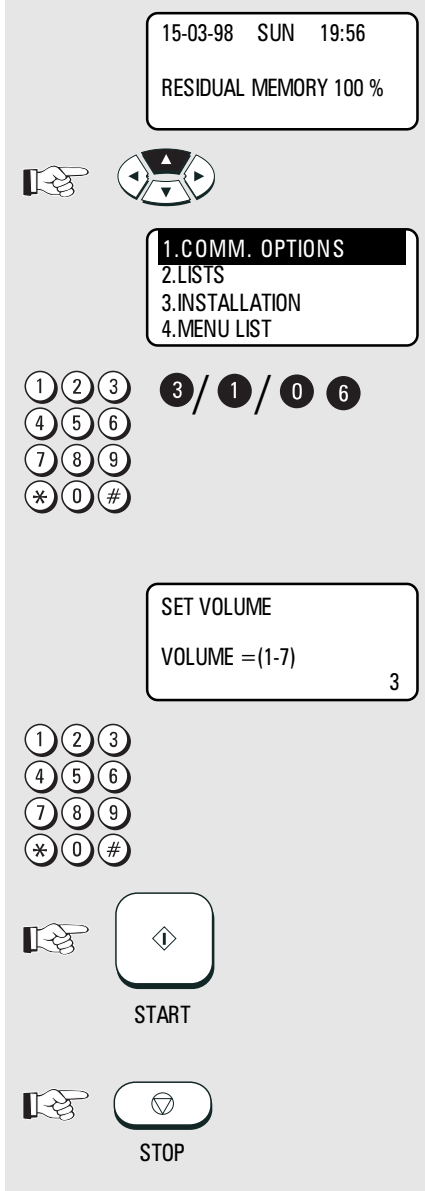 15-03-98 SUN 19:56
RESIDUAL MEMORY 100 %
1.COMM. OPTIONS
2.LISTS
3.INSTALLATION
4.MENU LIST
1 2 3 3 / 1 / 0 6
4 5 6
7 8 9
* 0 #
SET VOLUME
VOLUME =(1-7)
3
1 2 3
4 5 6
7 8 9
* 0 #
START
STOP